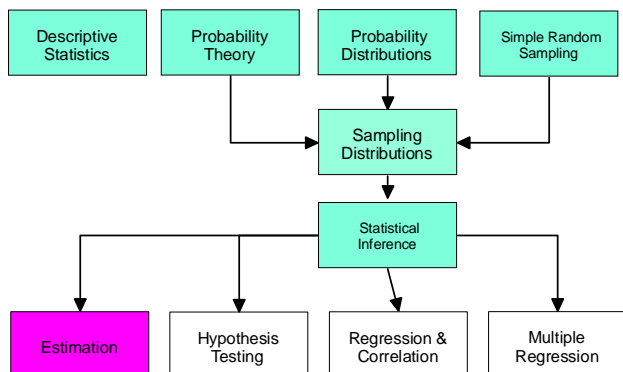 Descriptive
Statistics
Probability
Theory
Probability
Distributions
Simple Random
Sampling
Sampling
Distributions
Statistical
Inference
Estimation
Hypothesis
Testing
Regression &
Correlation
Multiple
Regression